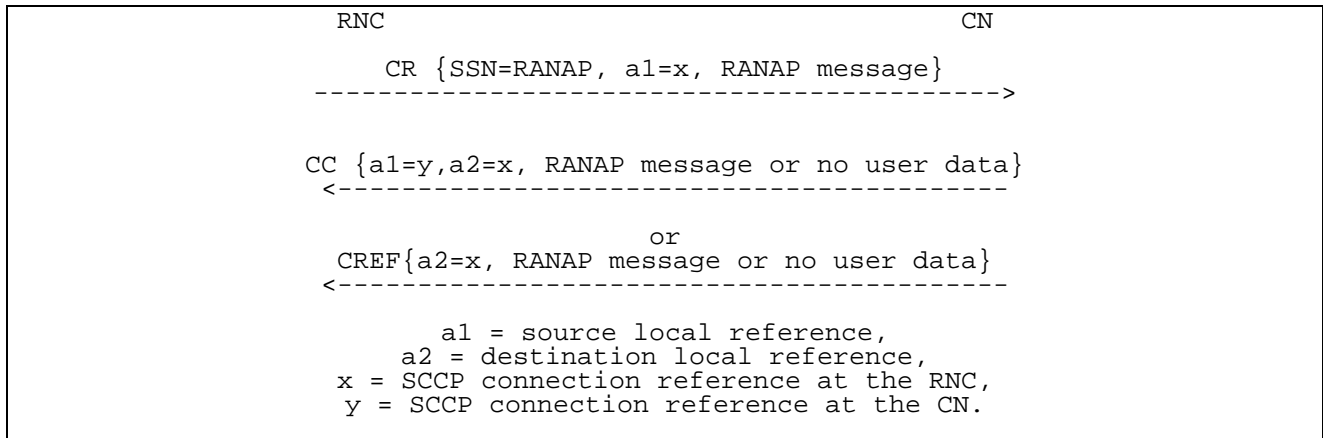 RNC CN
CR {SSN=RANAP, a1=x, RANAP message}
------------------------------------------->
CC {a1=y,a2=x, RANAP message or no user data}
<------------------------------------------
or
CREF{a2=x, RANAP message or no user data}
<------------------------------------------
a1 = source local reference,
a2 = destination local reference,
x = SCCP connection reference at the RNC,
y = SCCP connection reference at the CN.